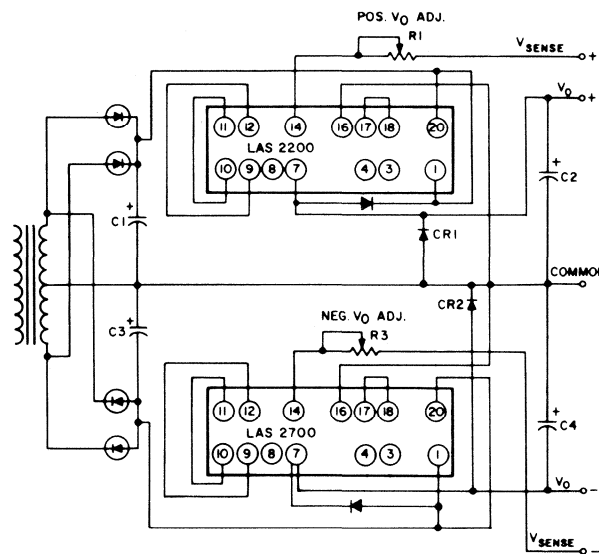 POS. VO ADJ.
R1
VSENSE +
VO +
11 12 14 16 17 18 20
LAS 2200
10 9 8 7 4 3 1
+
C1
+
C2
CR1
COMMON
CR2
+
C3
NEG. VO ADJ.
R3
11 12 14 16 17 18 20
LAS 2700
10 9 8 7 4 3 1
+
C4
VO −
VSENSE −